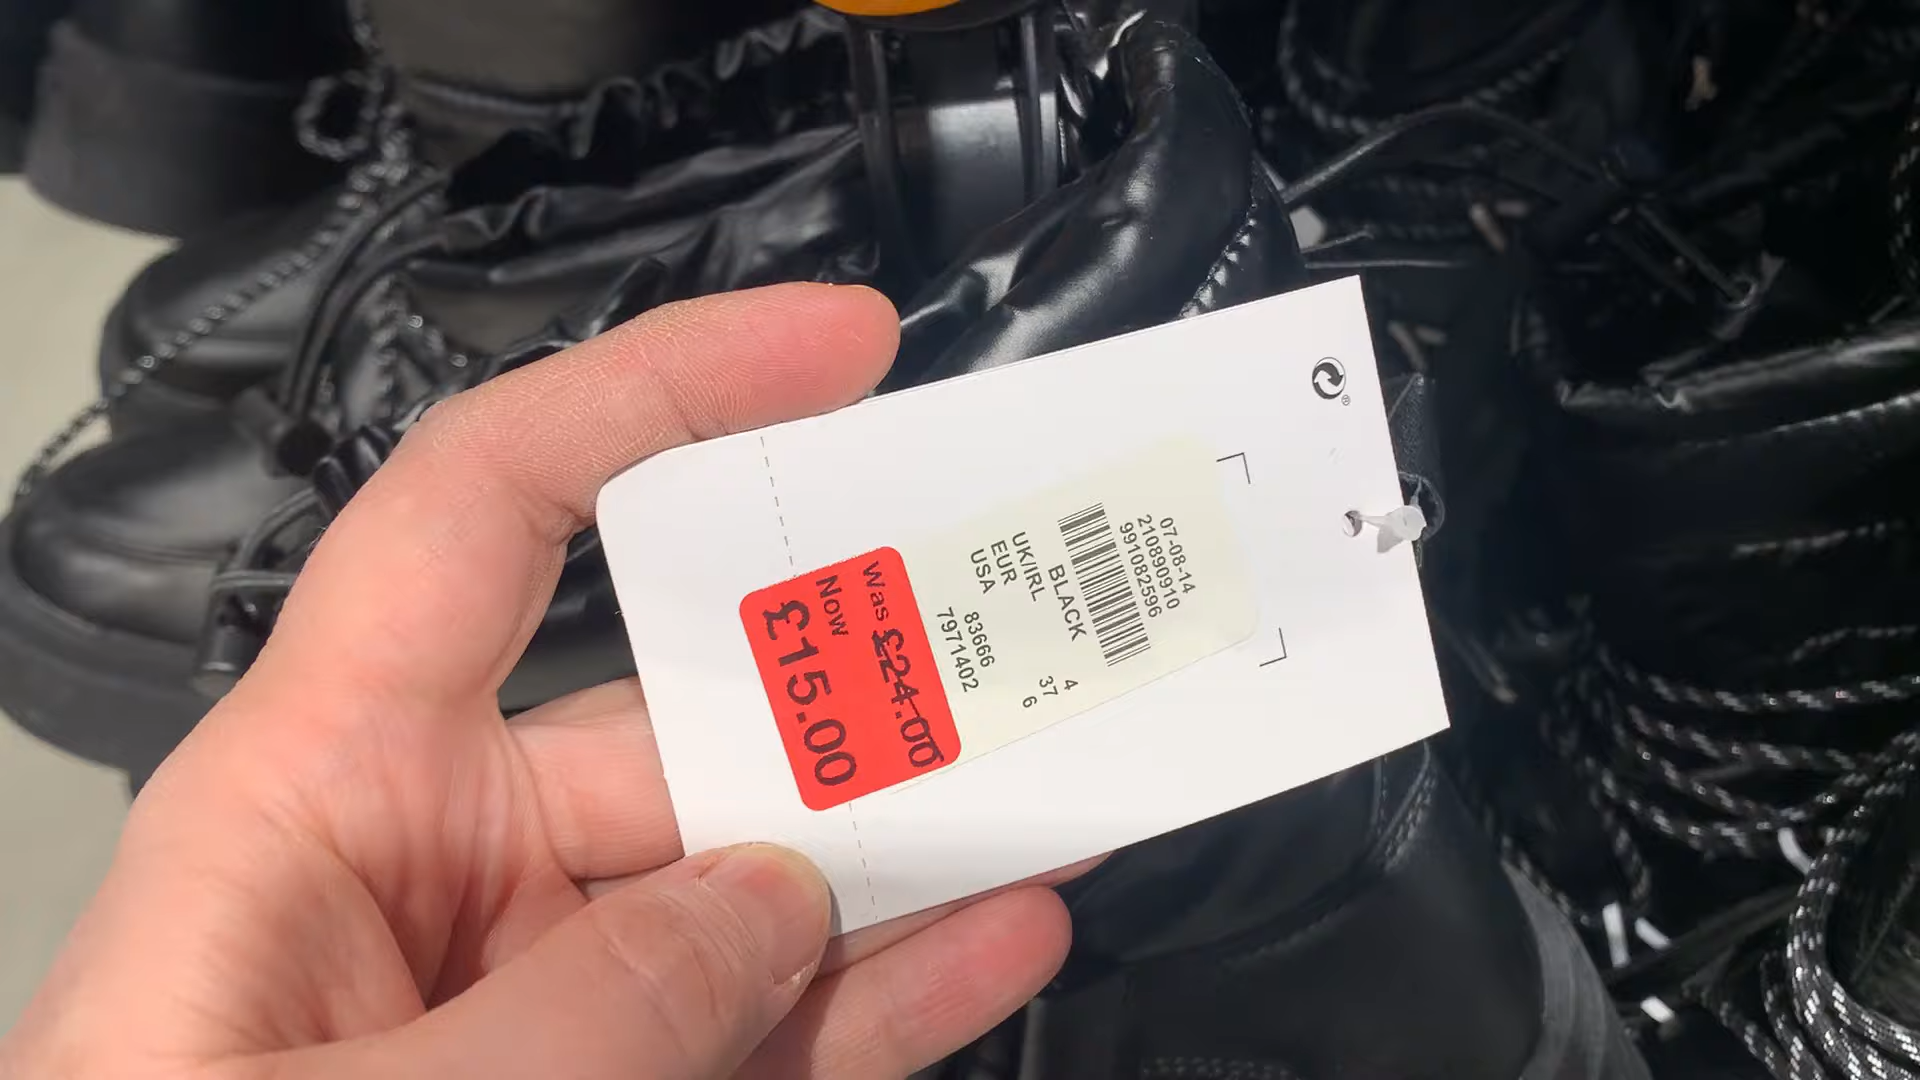 07-08-14
210890910
991082596
BLACK
UK/IRL 4
EUR 37
USA 6
83666
7971402
Was £24.00
Now
£15.00
®